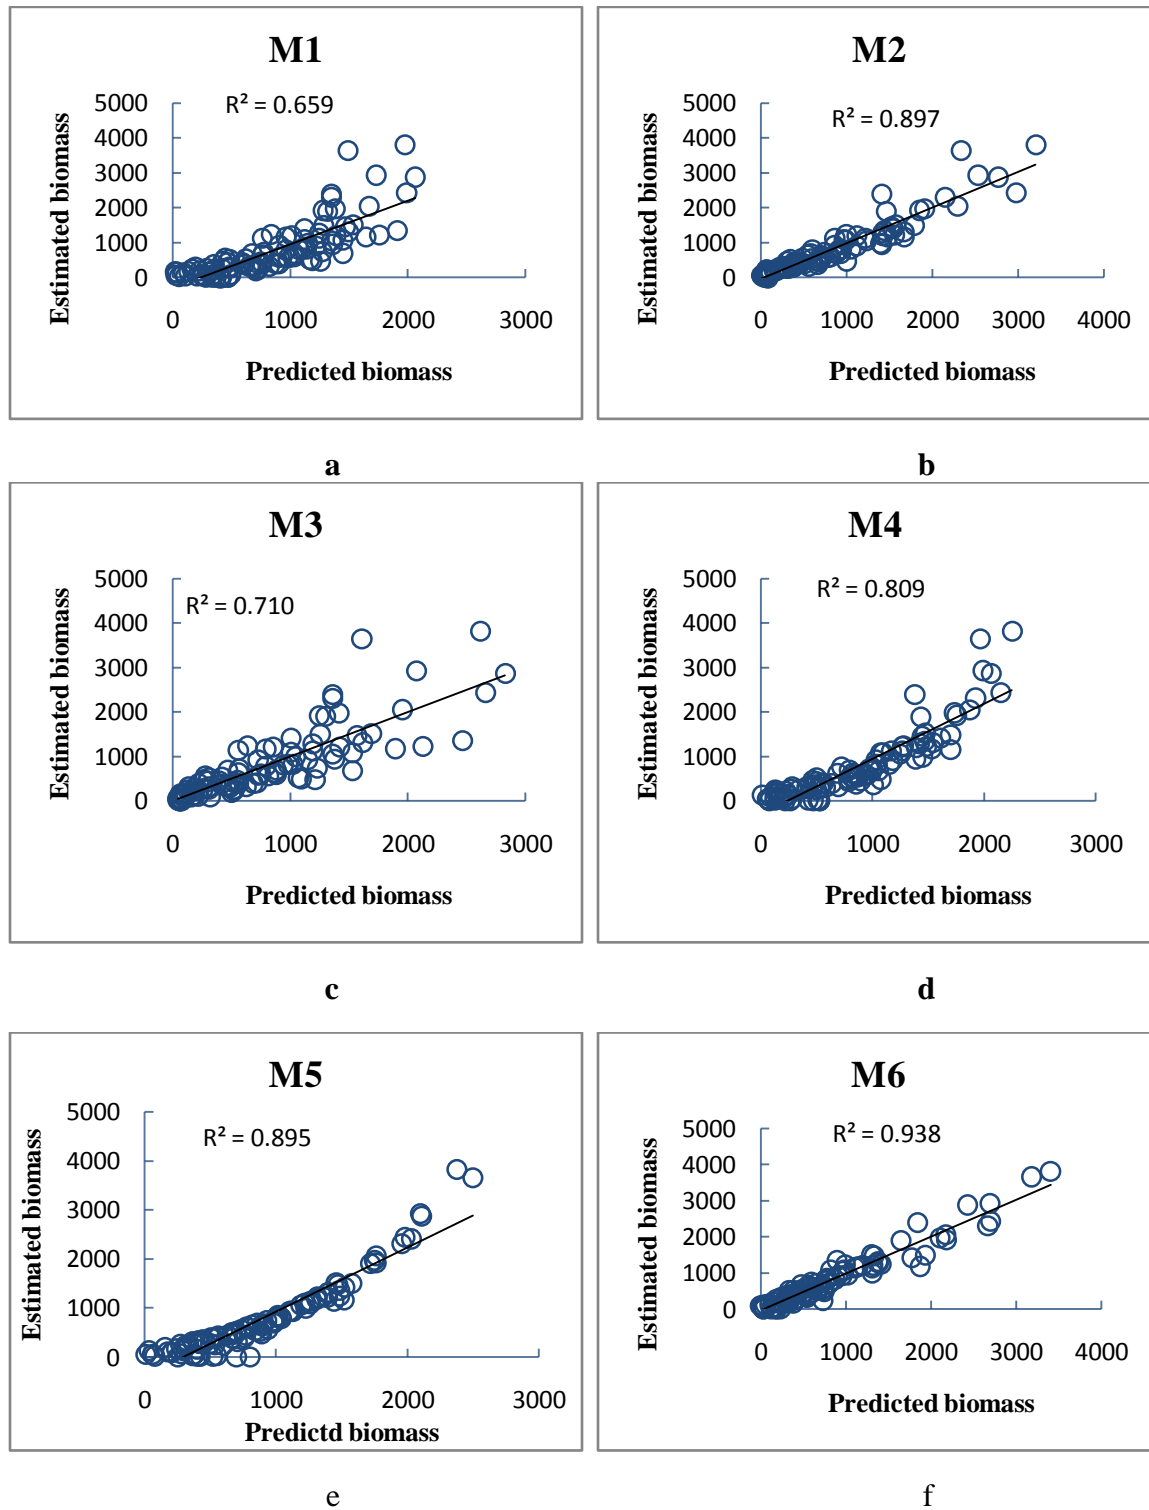 M1
R² = 0.659
5000
4000
3000
2000
1000
0
Estimated biomass
0 1000 2000 3000
Predicted biomass
a
M2
R² = 0.897
5000
4000
3000
2000
1000
0
Estimated biomass
0 1000 2000 3000 4000
Predicted biomass
b
M3
R² = 0.710
5000
4000
3000
2000
1000
0
Estimated biomass
0 1000 2000 3000
Predicted biomass
c
M4
R² = 0.809
5000
4000
3000
2000
1000
0
Estimated biomass
0 1000 2000 3000
Predicted biomass
d
M5
R² = 0.895
5000
4000
3000
2000
1000
0
Estimated biomass
0 1000 2000 3000
Predictd biomass
e
M6
R² = 0.938
5000
4000
3000
2000
1000
0
Estimated biomass
0 1000 2000 3000 4000
Predicted biomass
f